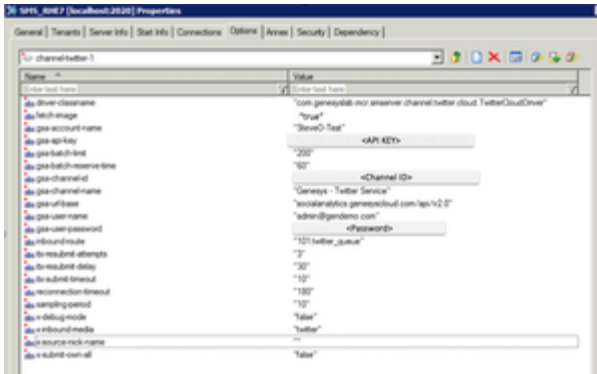 SMS_RHE7 [localhost:2020] Properties
General Tenants Server Info Start Info Connections Options Annex Security Dependency
channel-twitter-1
Name Value
Enter text here Enter text here
driver-classname "com.genesyslab.mcr.smserver.channel.twitter.cloud.TwitterCloudDriver"
fetch-image "true"
gsa-account-name "SteveO-Test"
gsa-api-key <API KEY>
gsa-batch-limit "200"
gsa-batch-reserve-time "60"
gsa-channel-id <Channel ID>
gsa-channel-name "Genesys - Twitter Service"
gsa-url-base "socialanalytics.genesyscloud.com/api/v2.0"
gsa-user-name "admin@gendemo.com"
gsa-user-password <Password>
inbound-route "101:twitter_queue"
itx-resubmit-attempts "3"
itx-resubmit-delay "30"
itx-submit-timeout "10"
reconnection-timeout "180"
sampling-period "10"
x-debug-mode "false"
x-inbound-media "twitter"
x-source-nick-name ""
x-submit-own-all "false"